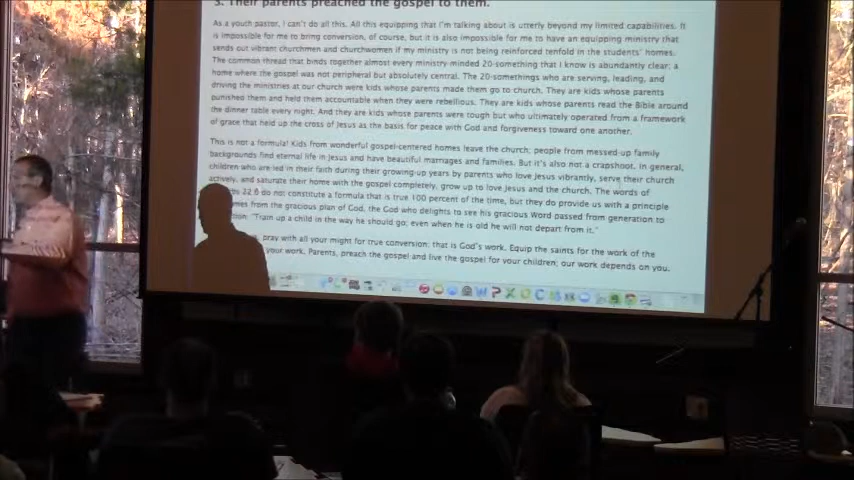 3. Their parents preached the gospel to them.
As a youth pastor, I can't do all this. All this equipping that I'm talking about is utterly beyond my limited capabilities. It
is impossible for me to bring conversion, of course, but it is also impossible for me to have an equipping ministry that
sends out vibrant churchmen and churchwomen if my ministry is not being reinforced tenfold in the students' homes.
The common thread that binds together almost every ministry-minded 20-something that I know is abundantly clear: a
home where the gospel was not peripheral but absolutely central. The 20-somethings who are serving, leading, and
driving the ministries at our church were kids whose parents made them go to church. They are kids whose parents
punished them and held them accountable when they were rebellious. They are kids whose parents read the Bible around
the dinner table every night. And they are kids whose parents were tough but who ultimately operated from a framework
of grace that held up the cross of Jesus as the basis for peace with God and forgiveness toward one another.
This is not a formula! Kids from wonderful gospel-centered homes leave the church; people from messed-up family
backgrounds find eternal life in Jesus and have beautiful marriages and families. But it's also not a crapshoot. In general,
children who are led in their faith during their growing-up years by parents who love Jesus vibrantly, serve their church
actively, and saturate their home with the gospel completely, grow up to love Jesus and the church. The words of
22:6 do not constitute a formula that is true 100 percent of the time, but they do provide us with a principle
from the gracious plan of God, the God who delights to see his gracious Word passed from generation to
"Train up a child in the way he should go; even when he is old he will not depart from it."
pray with all your might for true conversion; that is God's work. Equip the saints for the work of the
your work. Parents, preach the gospel and live the gospel for your children; our work depends on you.